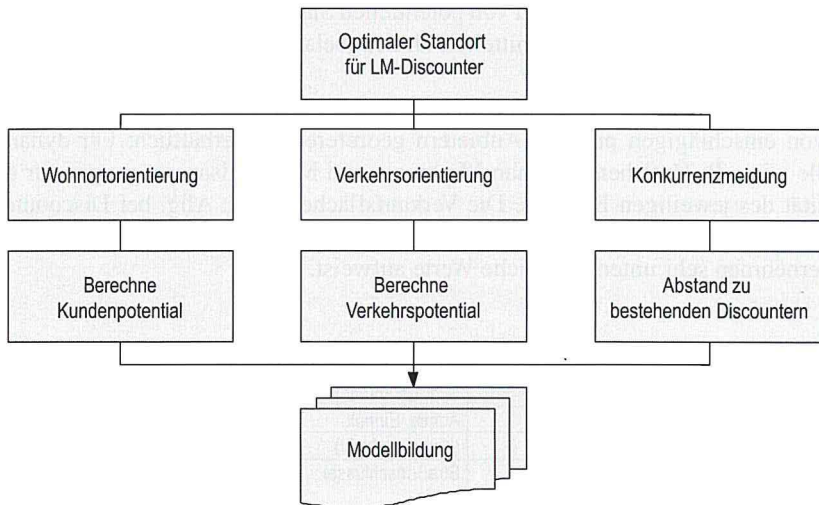 Optimaler Standort
für LM-Discounter
Wohnortorientierung
Verkehrsorientierung
Konkurrenzmeidung
Berechne
Kundenpotential
Berechne
Verkehrspotential
Abstand zu
bestehenden Discountern
Modellbildung